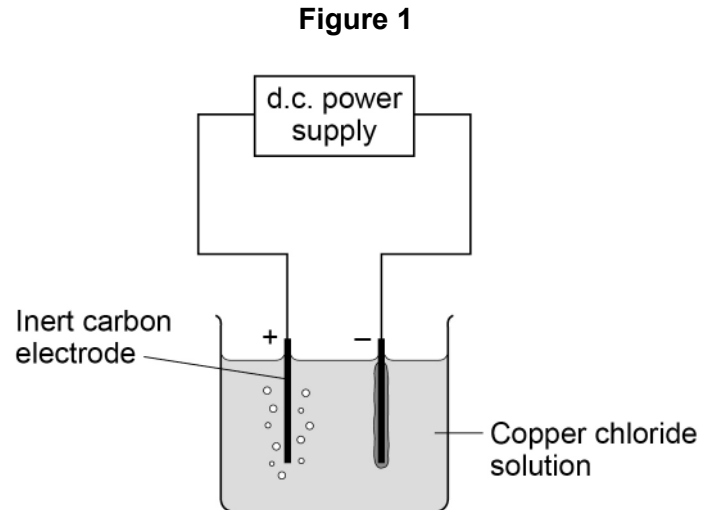 Figure 1
d.c. power
supply
Inert carbon
electrode
+
–
Copper chloride
solution